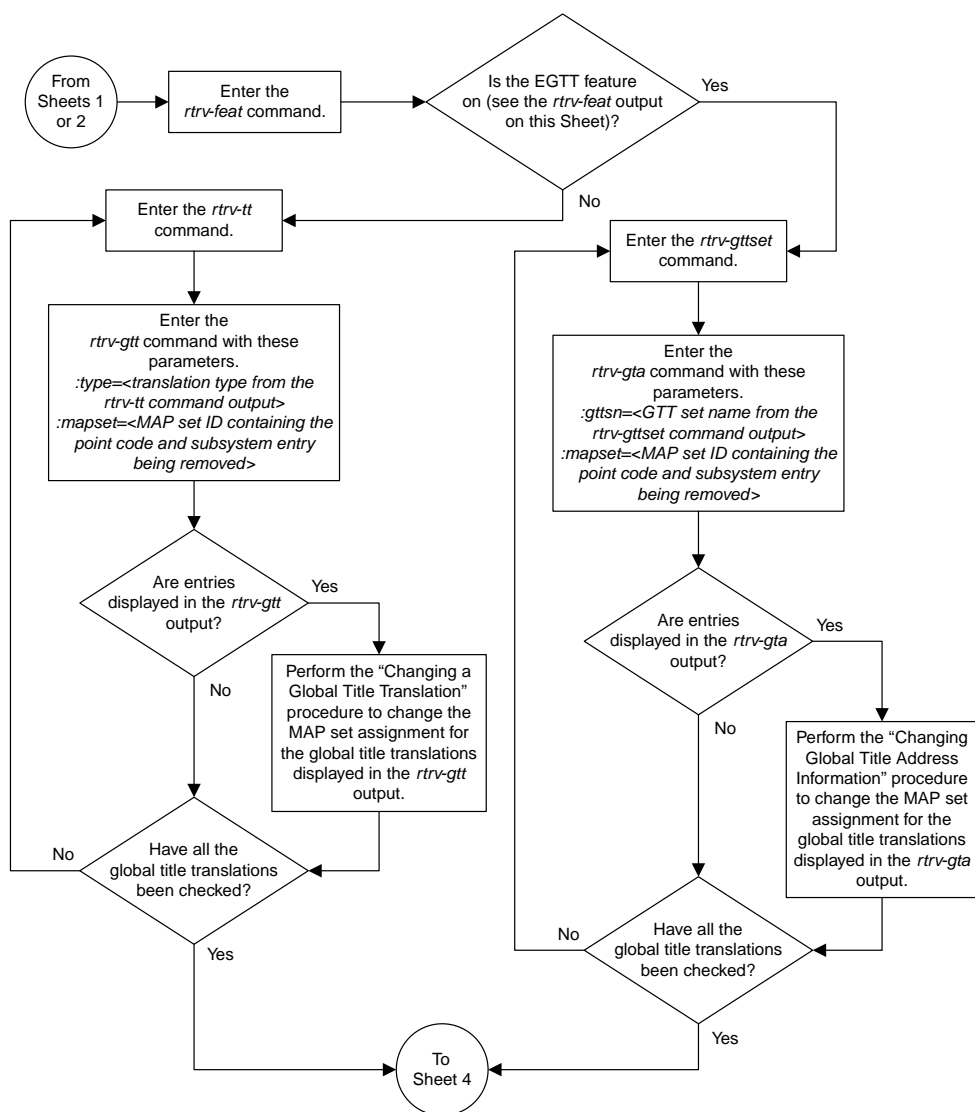 From
Sheets 1
or 2
Enter the
rtrv-feat command.
Is the EGTT feature
on (see the rtrv-feat output
on this Sheet)?
Yes
No
Enter the rtrv-tt
command.
Enter the
rtrv-gtt command with these
parameters.
:type=<translation type from the
rtrv-tt command output>
:mapset=<MAP set ID containing the
point code and subsystem entry
being removed>
Are entries
displayed in the rtrv-gtt
output?
Yes
No
Perform the “Changing a
Global Title Translation”
procedure to change the
MAP set assignment for
the global title translations
displayed in the rtrv-gtt
output.
Have all the
global title translations
been checked?
No
Yes
Enter the rtrv-gttset
command.
Enter the
rtrv-gta command with these
parameters.
:gttsn=<GTT set name from the
rtrv-gttset command output>
:mapset=<MAP set ID containing the
point code and subsystem entry
being removed>
Are entries
displayed in the rtrv-gta
output?
Yes
No
Perform the “Changing
Global Title Address
Information” procedure
to change the MAP set
assignment for the
global title translations
displayed in the rtrv-gta
output.
Have all the
global title translations
been checked?
No
Yes
To
Sheet 4